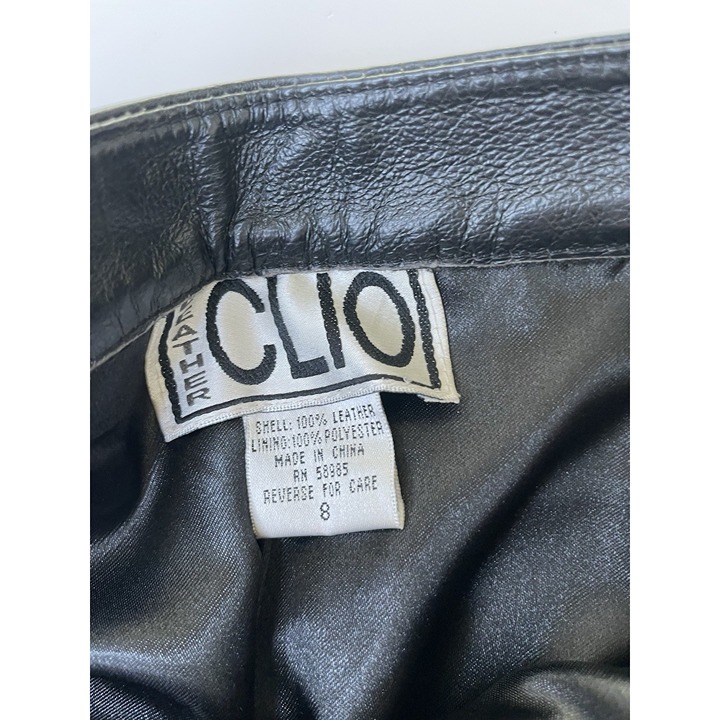 LEATHER
CLIO
SHELL: 100% LEATHER
LINING: 100% POLYESTER
MADE IN CHINA
RN 58985
REVERSE FOR CARE
8